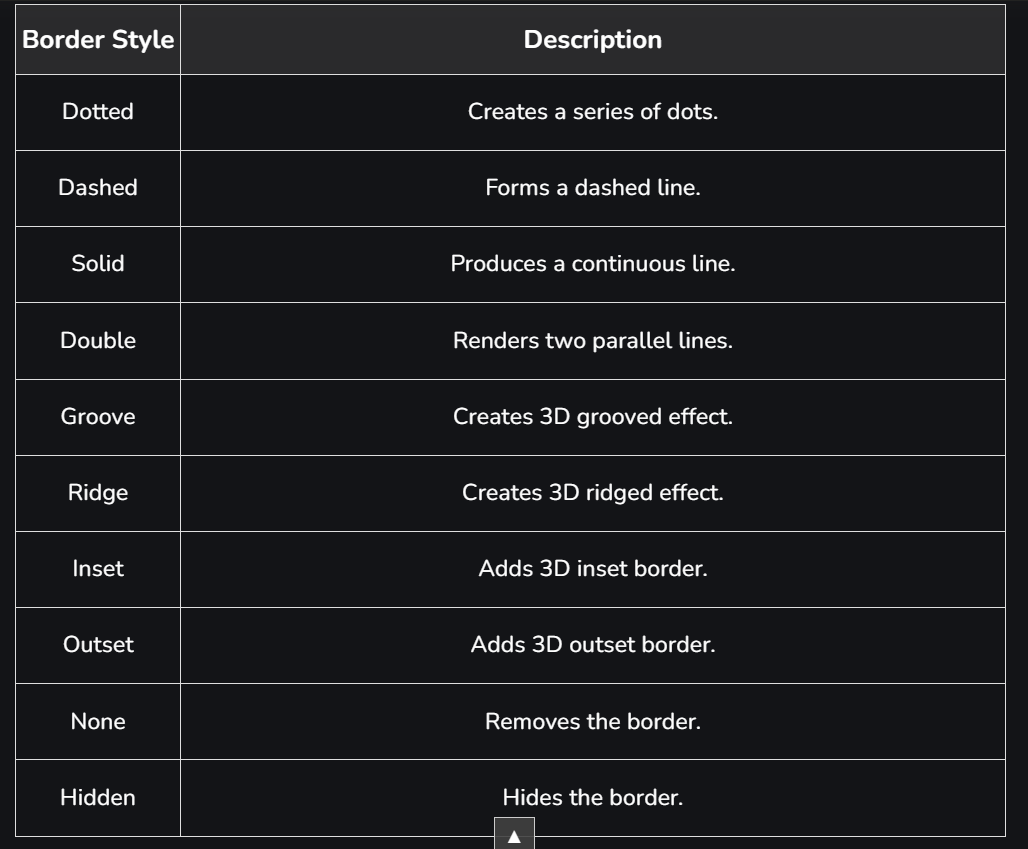 Border Style Description
Dotted Creates a series of dots.
Dashed Forms a dashed line.
Solid Produces a continuous line.
Double Renders two parallel lines.
Groove Creates 3D grooved effect.
Ridge Creates 3D ridged effect.
Inset Adds 3D inset border.
Outset Adds 3D outset border.
None Removes the border.
Hidden Hides the border.